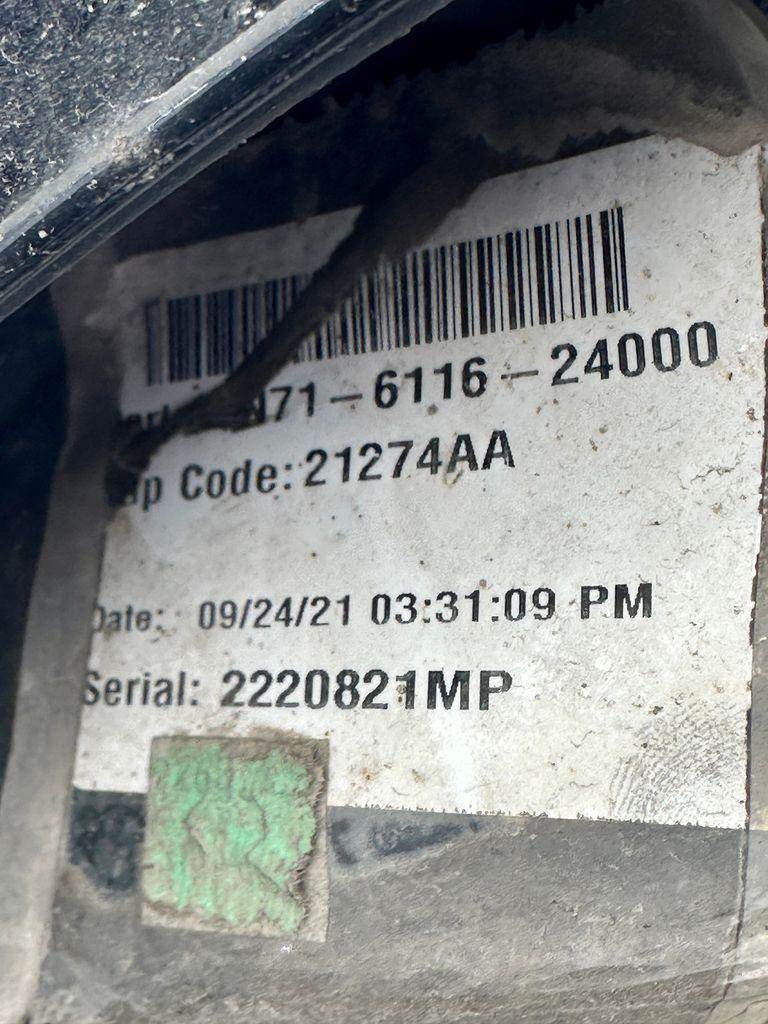 71-6116-24000
Code: 21274AA
Date: 09/24/21 03:31:09 PM
Serial: 2220821MP